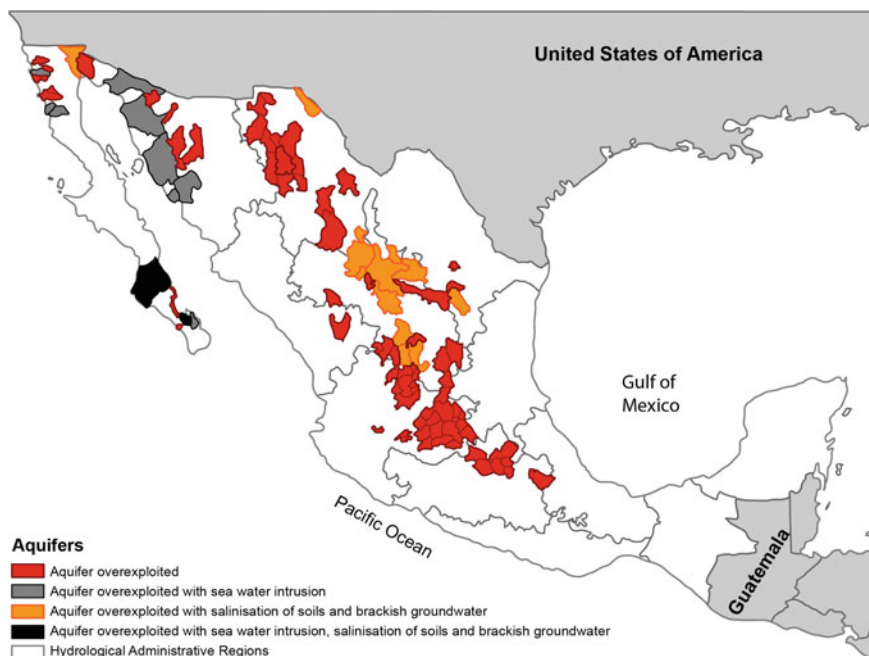 United States of America
Gulf of
Mexico
Pacific Ocean
Guatemala
Aquifers
Aquifer overexploited
Aquifer overexploited with sea water intrusion
Aquifer overexploited with salinisation of soils and brackish groundwater
Aquifer overexploited with sea water intrusion, salinisation of soils and brackish groundwater
Hydrological Administrative Regions